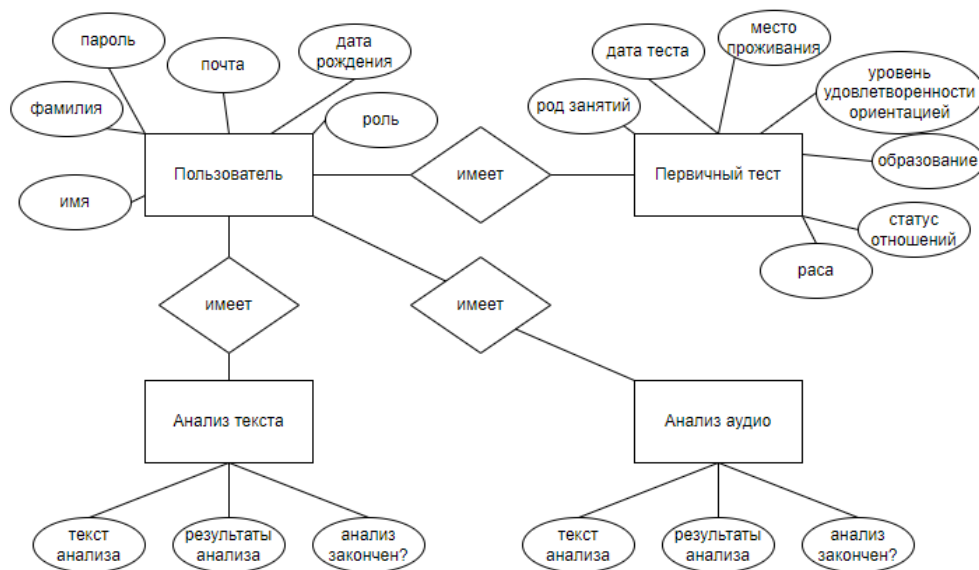 пароль
почта
дата
рождения
фамилия
роль
имя
Пользователь
имеет
дата теста
место
проживания
род занятий
уровень
удовлетворенности
ориентацией
образование
Первичный тест
статус
отношений
раса
имеет
имеет
Анализ текста
Анализ аудио
текст
анализа
результаты
анализа
анализ
закончен?
текст
анализа
результаты
анализа
анализ
закончен?